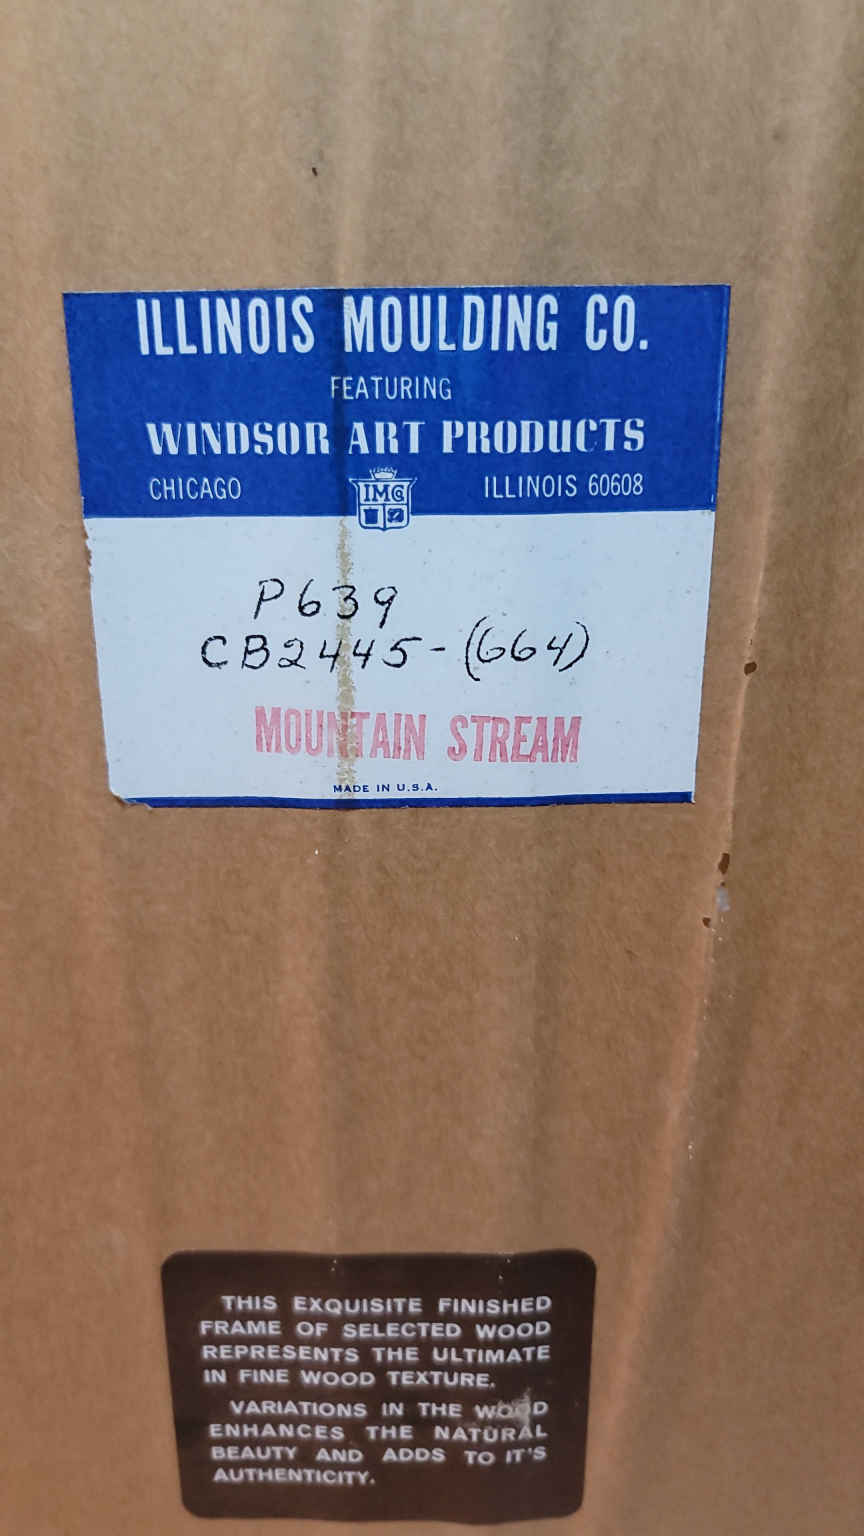 ILLINOIS MOULDING CO.
FEATURING
WINDSOR ART PRODUCTS
CHICAGO IMCo ILLINOIS 60608
P639
CB2445-(664)
MOUNTAIN STREAM
MADE IN U.S.A.
THIS EXQUISITE FINISHED
FRAME OF SELECTED WOOD
REPRESENTS THE ULTIMATE
IN FINE WOOD TEXTURE.
VARIATIONS IN THE WOOD
ENHANCES THE NATURAL
BEAUTY AND ADDS TO IT'S
AUTHENTICITY.